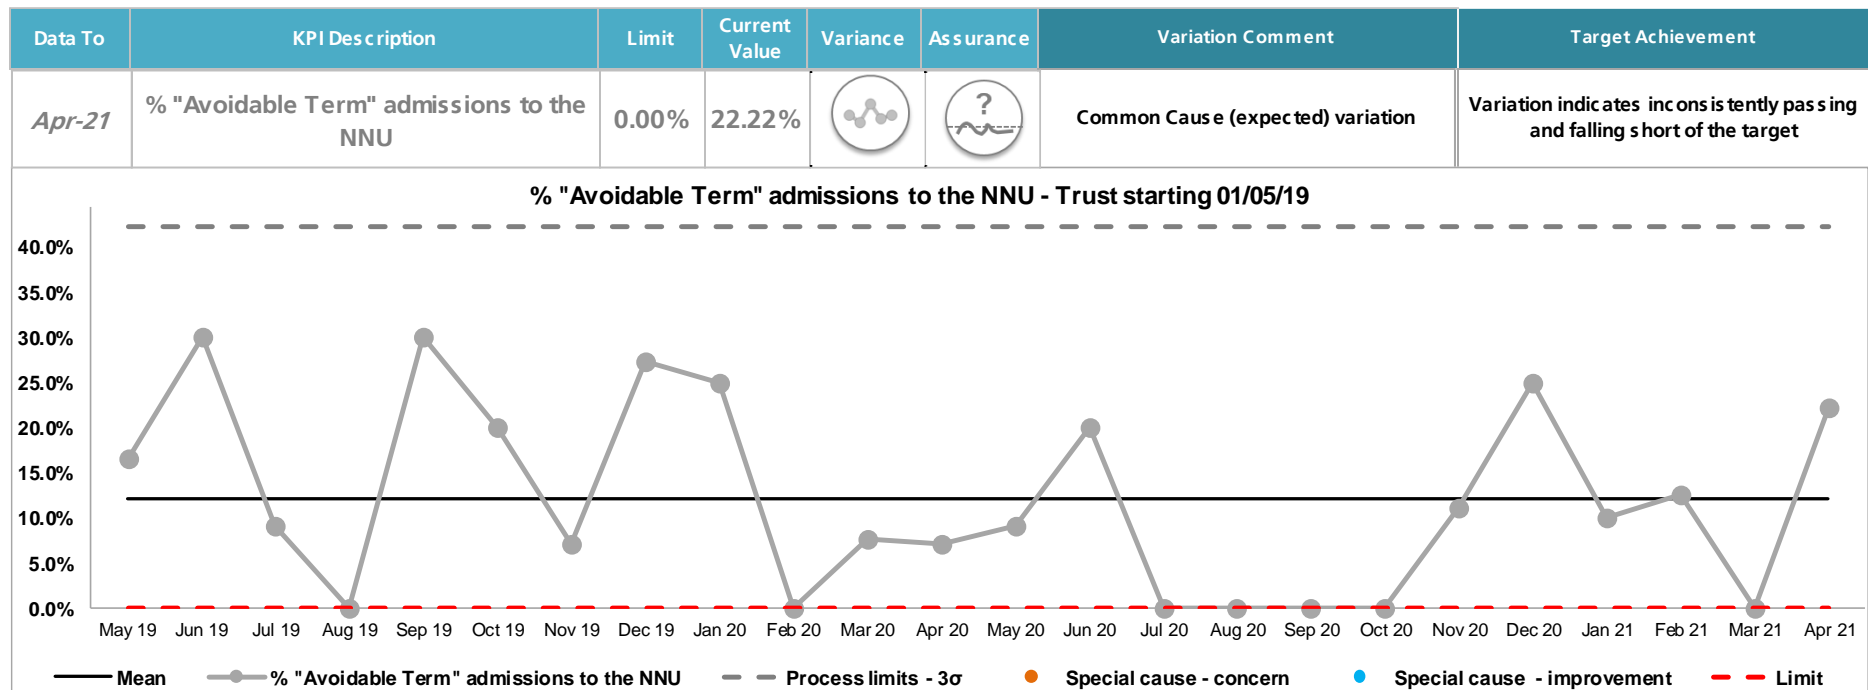 Data To KPI Description Limit Current Value Variance Assurance Variation Comment Target Achievement
Apr-21 % "Avoidable Term" admissions to the NNU 0.00% 22.22% ? Common Cause (expected) variation Variation indicates inconsistently passing and falling short of the target
% "Avoidable Term" admissions to the NNU - Trust starting 01/05/19
40.0%
35.0%
30.0%
25.0%
20.0%
15.0%
10.0%
5.0%
0.0%
May 19 Jun 19 Jul 19 Aug 19 Sep 19 Oct 19 Nov 19 Dec 19 Jan 20 Feb 20 Mar 20 Apr 20 May 20 Jun 20 Jul 20 Aug 20 Sep 20 Oct 20 Nov 20 Dec 20 Jan 21 Feb 21 Mar 21 Apr 21
Mean % "Avoidable Term" admissions to the NNU Process limits - 3σ Special cause - concern Special cause - improvement Limit